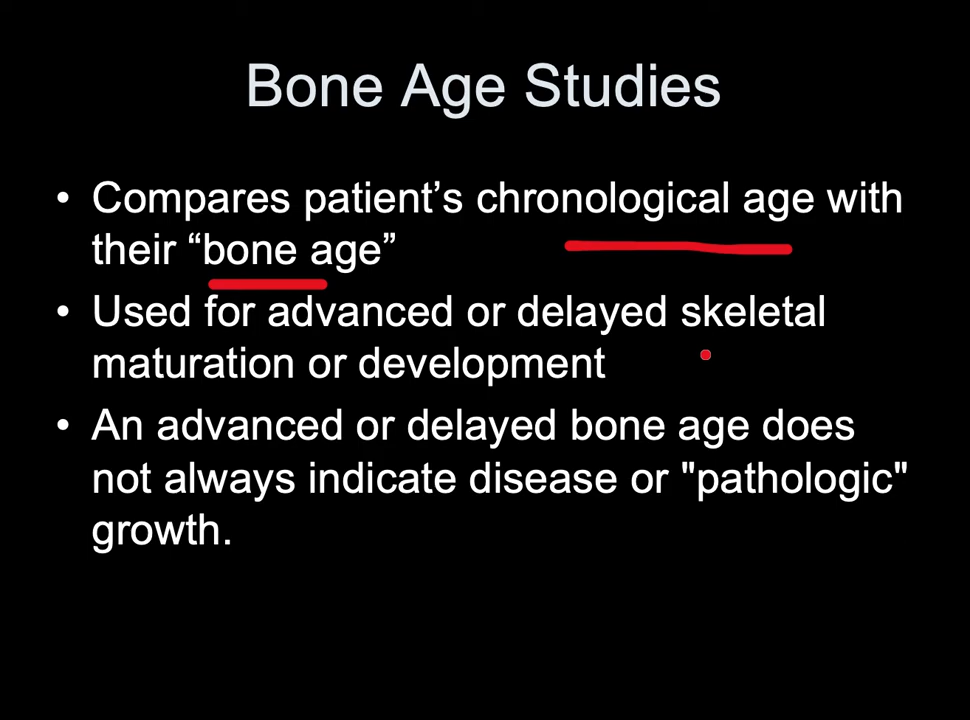 Bone Age Studies
• Compares patient’s chronological age with
their “bone age”
• Used for advanced or delayed skeletal
maturation or development
• An advanced or delayed bone age does
not always indicate disease or "pathologic"
growth.